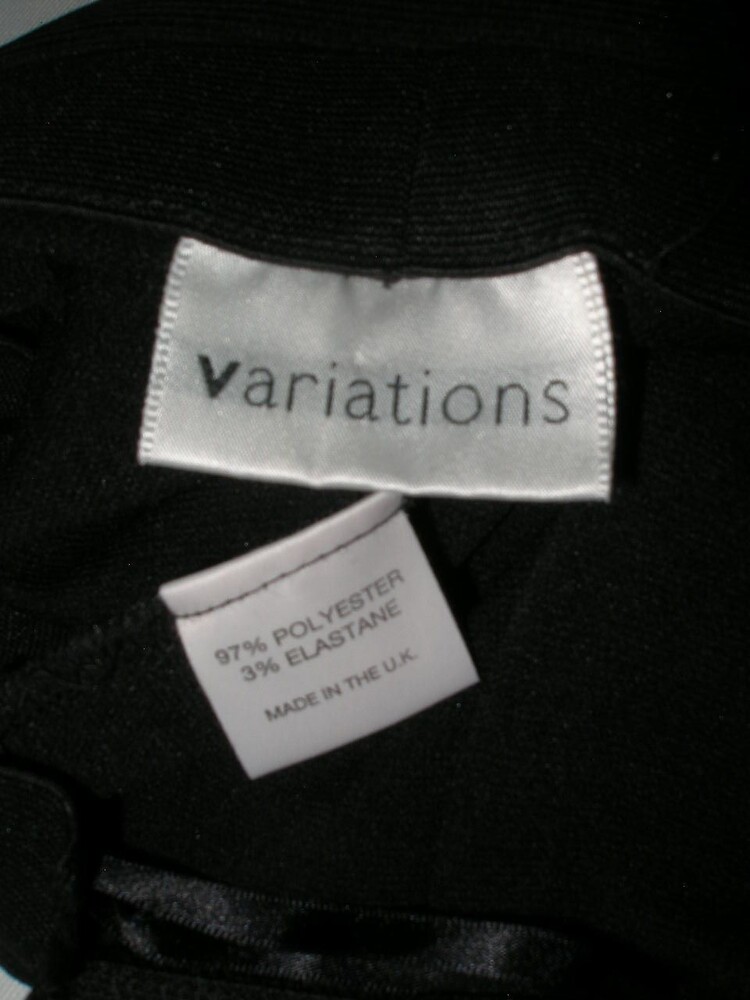 variations
97% POLYESTER
3% ELASTANE
MADE IN THE U.K.